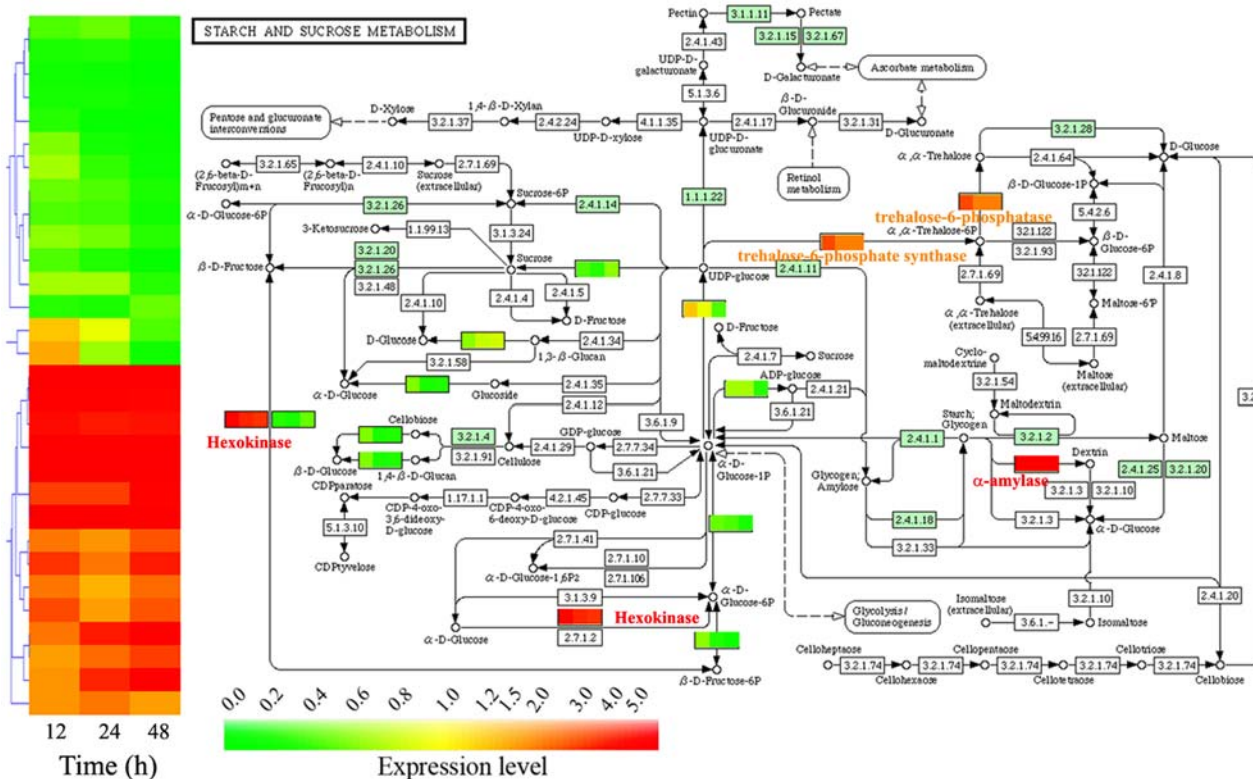 STARCH AND SUCROSE METABOLISM
Pectin
3.1.1.11
Pectate
3.2.1.15
3.2.1.67
2.4.1.43
UDP-D-
galacturonate
D-Galacturonate
Ascorbate metabolism
5.1.3.6
Pentose and glucuronate
interconversions
D-Xylose
3.2.1.37
1,4-β-D-Xylan
2.4.2.24
UDP-D-xylose
4.1.1.35
UDP-D-
glucuronate
2.4.1.17
β-D-
Glucuronide
3.2.1.31
D-Glucuronate
Retinol
metabolism
1.1.1.22
3.2.1.28
α,α-Trehalose
2.4.1.64
D-Glucose
β-D-Glucose-1P
5.4.2.6
3.2.1.65
(2,6-beta-D-
Frucosyl)m+n
2.4.1.10
(2,6-beta-D-
Frucosyl)n
2.7.1.69
Sucrose
(extracellular)
Sucrose-6P
α-D-Glucose-6P
3.2.1.26
2.4.1.14
3-Ketosucrose
1.1.99.13
3.1.3.24
trehalose-6-phosphatase
α,α-Trehalose-6P
3.2.1.122
3.2.1.93
β-D-
Glucose-6P
trehalose-6-phosphate synthase
3.2.1.20
3.2.1.26
3.2.1.48
β-D-Fructose
Sucrose
UDP-glucose
2.4.1.11
2.7.1.69
3.2.1.122
2.4.1.8
2.4.1.10
2.4.1.4
2.4.1.5
D-Fructose
α,α-Trehalose
(extracellular)
Maltose-6'P
5.4.99.16
2.7.1.69
Maltose
(extracellular)
D-Glucose
2.4.1.34
1,3-β-Glucan
3.2.1.58
D-Fructose
2.4.1.7
Sucrose
ADP-glucose
2.4.1.21
3.6.1.21
Cyclo-
maltodextrine
3.2.1.54
Maltodextrin
α-D-Glucose
Glucoside
2.4.1.35
2.4.1.12
3.6.1.9
Hexokinase
Cellobiose
β-D-Glucose
1,4-β-D-Glucan
3.2.1.4
3.2.1.91
Cellulose
2.4.1.29
GDP-glucose
2.7.7.34
3.6.1.21
α-D-
Glucose-1P
2.4.1.1
Starch;
Glycogen
3.2.1.2
Maltose
Glycogen;
Amylose
α-amylase
Dextrin
3.2.1.3
3.2.1.10
2.4.1.25
3.2.1.20
2.4.1.18
3.2.1.3
α-D-Glucose
3.2.1.33
CDPparatose
1.17.1.1
CDP-4-oxo-
3,6-dideoxy-
D-glucose
4.2.1.45
CDP-4-oxo-
6-deoxy-D-glucose
2.7.7.33
CDP-glucose
5.1.3.10
CDPtyvelose
2.7.1.41
2.7.1.10
2.7.1.106
α-D-Glucose-1,6P2
3.1.3.9
α-D-
Glucose-6P
Hexokinase
α-D-Glucose
2.7.1.2
β-D-Fructose-6P
Glycolysis /
Gluconeogenesis
3.2.1.10
2.4.1.20
Isomaltose
(extracellular)
3.6.1.-
Isomaltose
Celloheptaose
3.2.1.74
Cellohexaose
3.2.1.74
Cellopentaose
3.2.1.74
Cellotetraose
3.2.1.74
Cellotriose
3.2.1.74
Cellobiose
12 24 48
Time (h)
0.0 0.2 0.4 0.6 0.8 1.0 1.5 2.0 3.0 4.0 5.0
Expression level